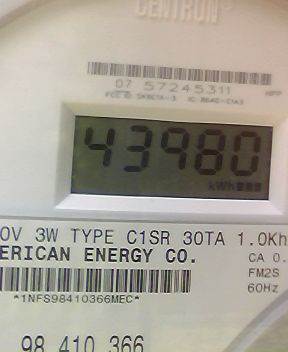 CENTRON®
07 57245311
43980
kWh
0V 3W TYPE C1SR 30TA 1.0Kh
ERICAN ENERGY CO.
CA 0.
FM2S
*1NFS98410366MEC*
60Hz
98 410 366